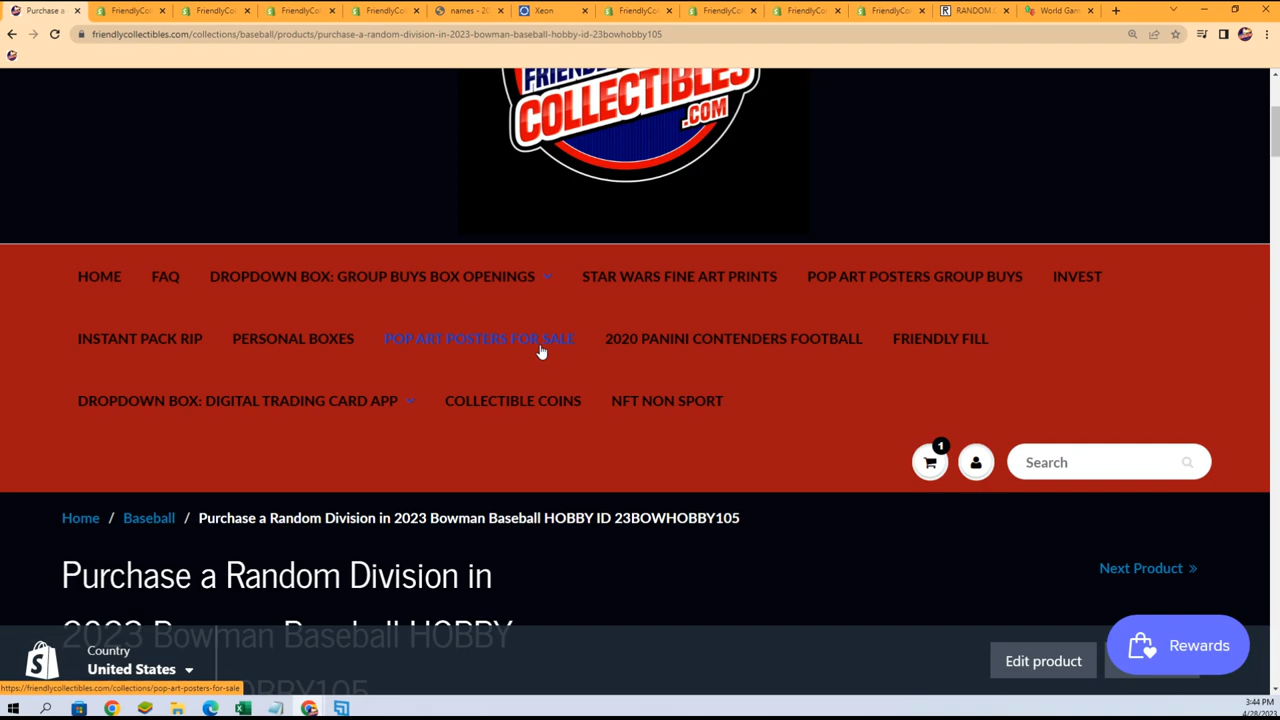 Purchase a
FriendlyCo
FriendlyCo
FriendlyCo
FriendlyCo
names - 20
Xeon
FriendlyCo
FriendlyCo
FriendlyCo
FriendlyCo
RANDOM
World Gam
friendlycollectibles.com/collections/baseball/products/purchase-a-random-division-in-2023-bowman-baseball-hobby-id-23bowhobby105
COLLECTIBLES
.COM
HOME FAQ DROPDOWN BOX: GROUP BUYS BOX OPENINGS STAR WARS FINE ART PRINTS POP ART POSTERS GROUP BUYS INVEST
INSTANT PACK RIP PERSONAL BOXES POP ART POSTERS FOR SALE 2020 PANINI CONTENDERS FOOTBALL FRIENDLY FILL
DROPDOWN BOX: DIGITAL TRADING CARD APP COLLECTIBLE COINS NFT NON SPORT
1
Search
Home / Baseball / Purchase a Random Division in 2023 Bowman Baseball HOBBY ID 23BOWHOBBY105
Purchase a Random Division in
Next Product »
2023 Bowman Baseball HOBBY
Country
United States
Edit product
Rewards
https://friendlycollectibles.com/collections/pop-art-posters-for-sale
3:44 PM
4/28/2023